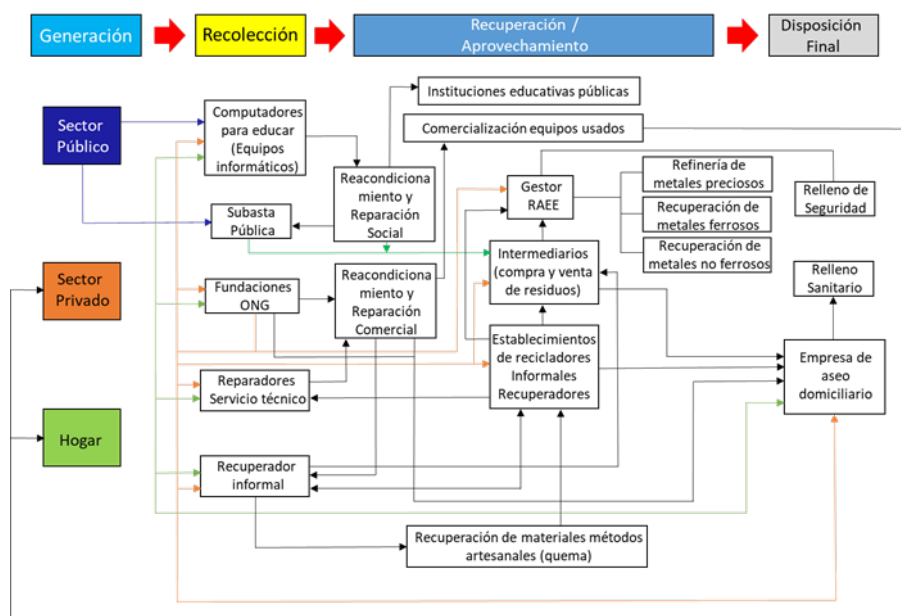 Generación
Recolección
Recuperación /
Aprovechamiento
Disposición
Final
Sector
Público
Computadores
para educar
(Equipos
informáticos)
Instituciones educativas públicas
Comercialización equipos usados
Reacondiciona
miento y
Reparación
Social
Gestor
RAEE
Refinería de
metales preciosos
Recuperación de
metales ferrosos
Recuperación de
metales no ferrosos
Relleno de
Seguridad
Subasta
Pública
Sector
Privado
Fundaciones
ONG
Reacondiciona
miento y
Reparación
Comercial
Intermediarios
(compra y venta
de residuos)
Relleno
Sanitario
Establecimientos
de recicladores
Informales
Recuperadores
Empresa de
aseo
domiciliario
Reparadores
Servicio técnico
Hogar
Recuperador
informal
Recuperación de materiales métodos
artesanales (quema)